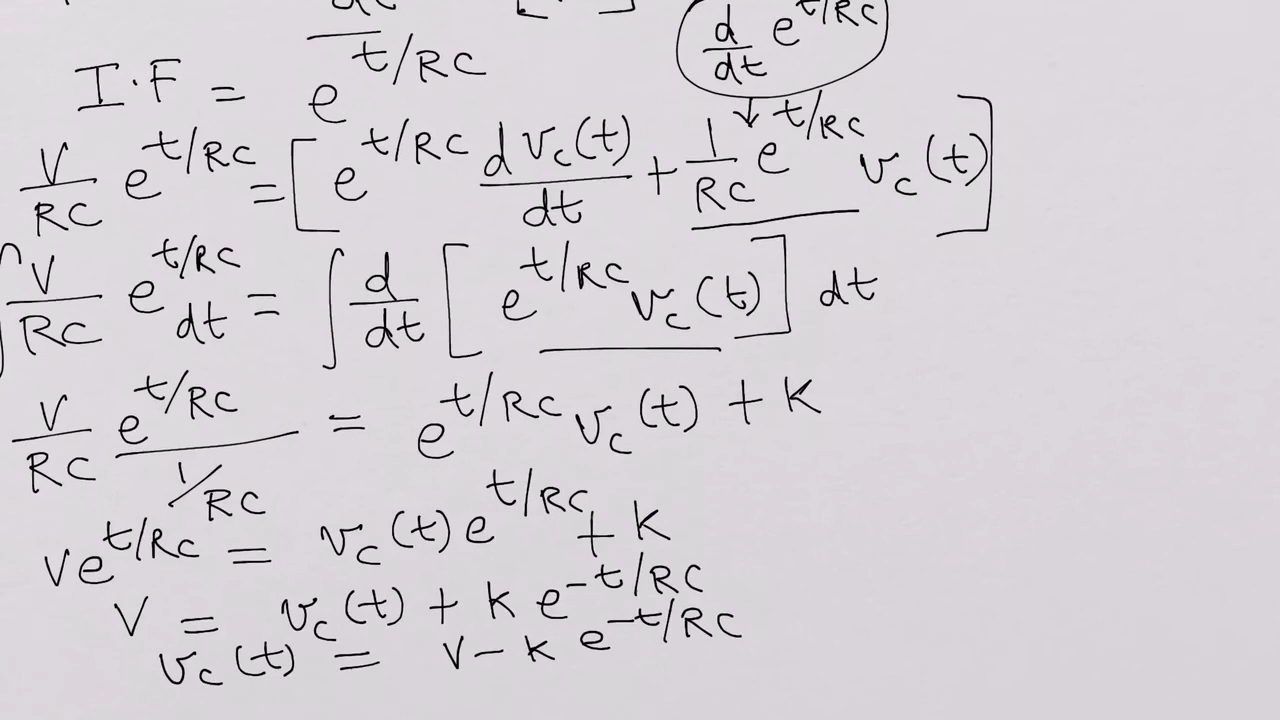 d/dt e^{t/RC}
I.F = e^{t/RC}
V/RC e^{t/RC} = [ e^{t/RC} dv_c(t)/dt + 1/RC e^{t/RC} v_c(t) ]
∫ V/RC e^{t/RC} dt = ∫ d/dt [ e^{t/RC} v_c(t) ] dt
V/RC e^{t/RC} / (1/RC) = e^{t/RC} v_c(t) + K
Ve^{t/RC} = v_c(t) e^{t/RC} + K
V = v_c(t) + K e^{-t/RC}
v_c(t) = V - K e^{-t/RC}